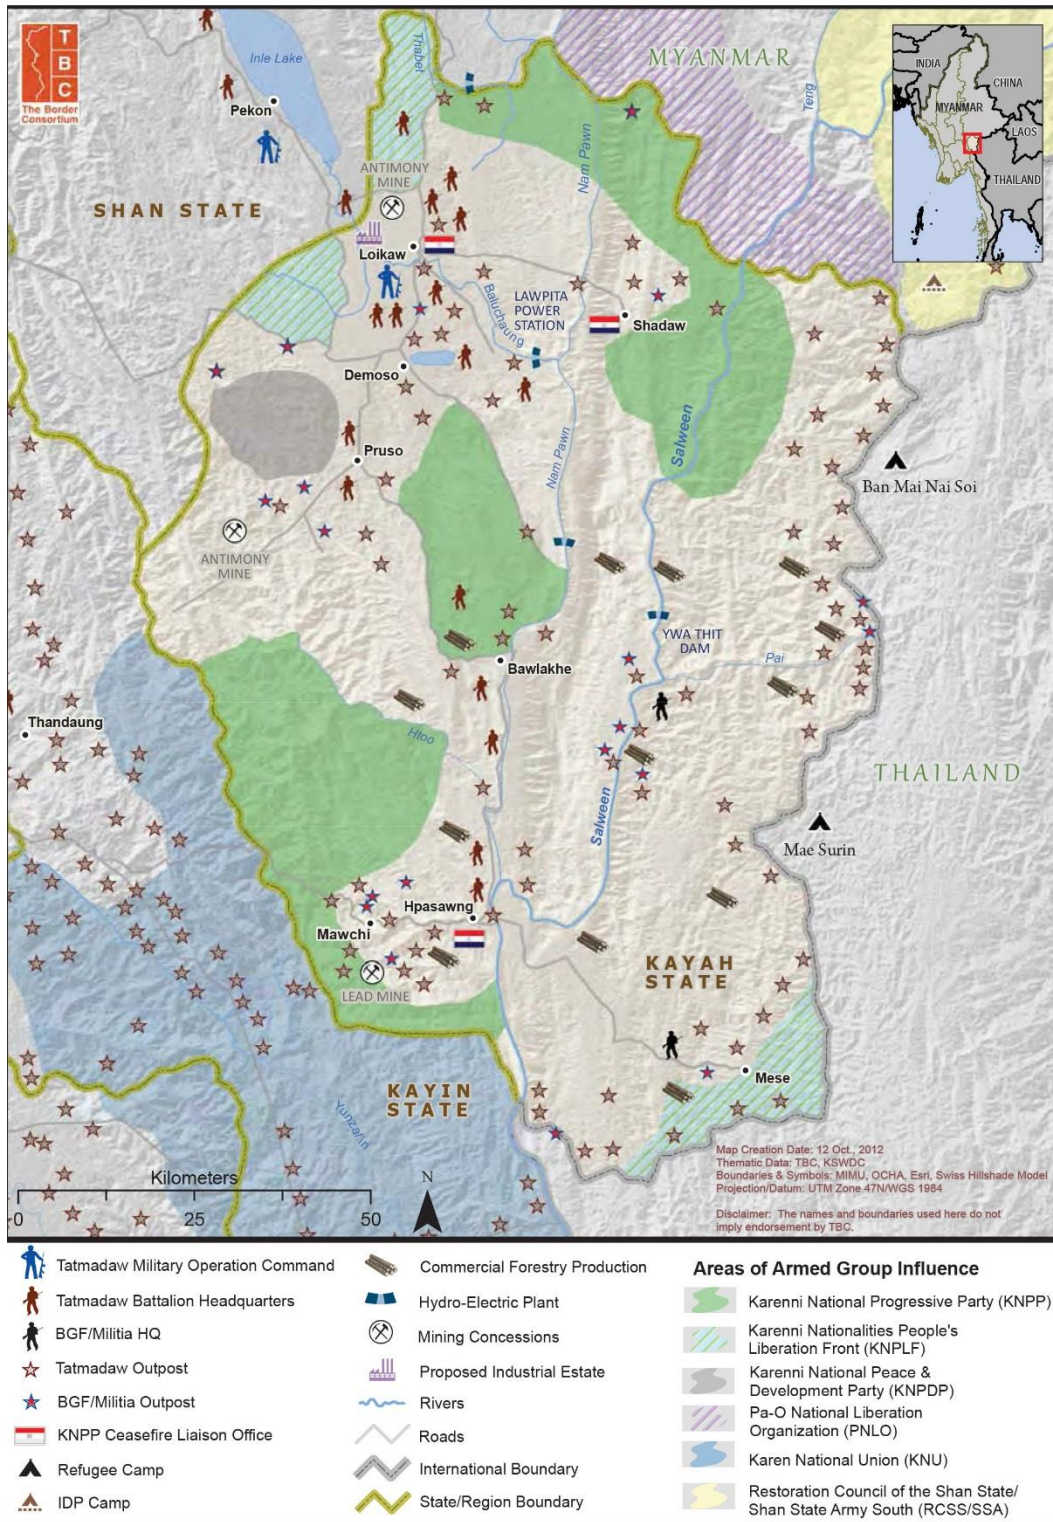 T
B
C
The Border
Consortium
Inle Lake
Thabet
MYANMAR
Teng
INDIA
CHINA
MYANMAR
LAOS
THAILAND
Pekon
Nam Pawn
ANTIMONY
MINE
SHAN STATE
Loikaw
LAWPITA
POWER
STATION
Baluchaung
Shadaw
Demoso
Salween
Pruso
Nam Pawn
Ban Mai Nai Soi
ANTIMONY
MINE
YWA THIT
DAM
Pai
Bawlakhe
Thandaung
Htoo
THAILAND
Salween
Mae Surin
Hpasawng
Mawchi
KAYAH
STATE
LEAD MINE
Mese
KAYIN
STATE
Yunzalin
Map Creation Date: 12 Oct., 2012
Thematic Data: TBC, KSWDC
Boundaries & Symbols: MIMU, OCHA, Esri, Swiss Hillshade Model
Projection/Datum: UTM Zone 47N/WGS 1984
Disclaimer: The names and boundaries used here do not
imply endorsement by TBC.
Kilometers
N
0 25 50
Tatmadaw Military Operation Command
Tatmadaw Battalion Headquarters
BGF/Militia HQ
Tatmadaw Outpost
BGF/Militia Outpost
KNPP Ceasefire Liaison Office
Refugee Camp
IDP Camp
Commercial Forestry Production
Hydro-Electric Plant
Mining Concessions
Proposed Industrial Estate
Rivers
Roads
International Boundary
State/Region Boundary
Areas of Armed Group Influence
Karenni National Progressive Party (KNPP)
Karenni Nationalities People's
Liberation Front (KNPLF)
Karenni National Peace &
Development Party (KNPDP)
Pa-O National Liberation
Organization (PNLO)
Karen National Union (KNU)
Restoration Council of the Shan State/
Shan State Army South (RCSS/SSA)